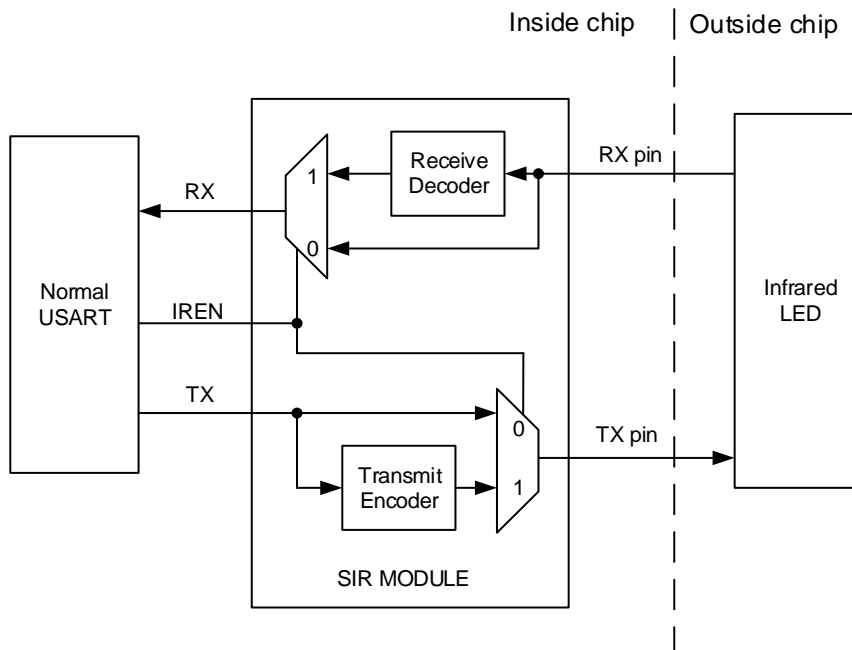 Inside chip
Outside chip
RX pin
Receive
Decoder
1
RX
0
Normal
USART
IREN
Infrared
LED
TX
0
TX pin
Transmit
Encoder
1
SIR MODULE